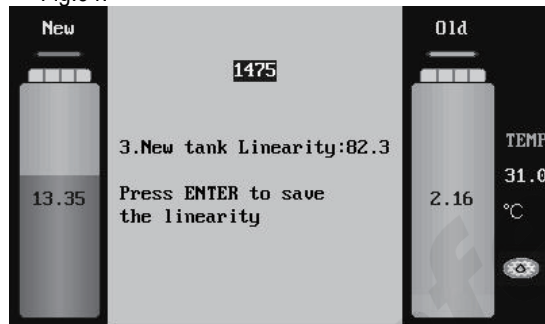 New
Old
1475
3.New tank Linearity:82.3
TEMP
31.0
13.35
Press ENTER to save
2.16
the linearity
°C